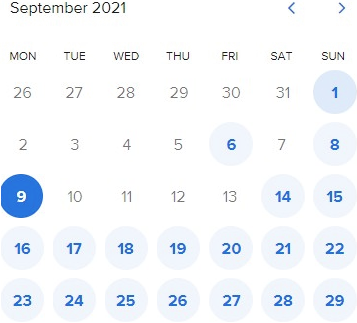 September 2021
MON TUE WED THU FRI SAT SUN
26 27 28 29 30 31 1
2 3 4 5 6 7 8
9 10 11 12 13 14 15
16 17 18 19 20 21 22
23 24 25 26 27 28 29